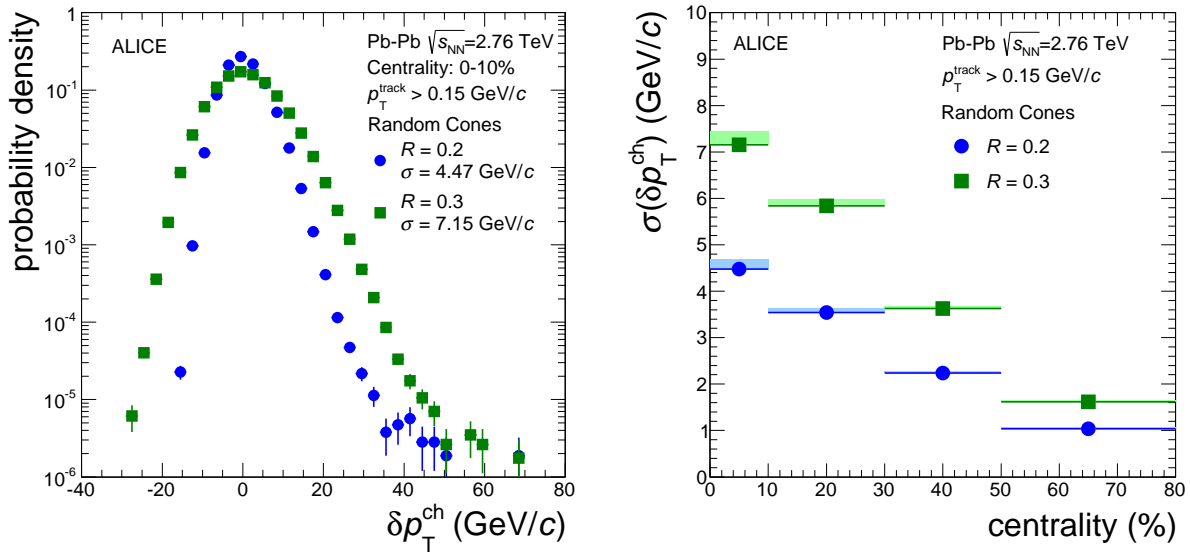 ALICE
Pb-Pb √s_NN=2.76 TeV
Centrality: 0-10%
p_T^track > 0.15 GeV/c
Random Cones
R = 0.2
σ = 4.47 GeV/c
R = 0.3
σ = 7.15 GeV/c
probability density
1
10^-1
10^-2
10^-3
10^-4
10^-5
10^-6
-40 -20 0 20 40 60 80
δp_T^ch (GeV/c)
ALICE
Pb-Pb √s_NN=2.76 TeV
p_T^track > 0.15 GeV/c
Random Cones
R = 0.2
R = 0.3
σ(δp_T^ch) (GeV/c)
10
9
8
7
6
5
4
3
2
1
0
0 10 20 30 40 50 60 70 80
centrality (%)